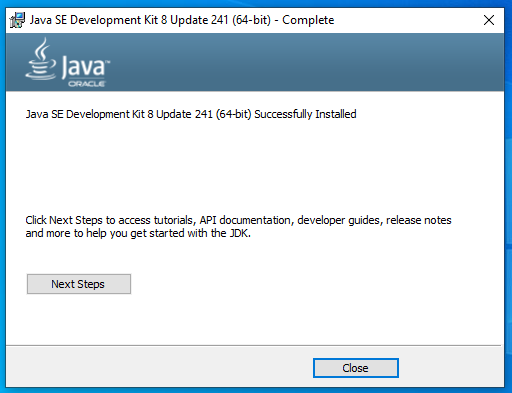 Java SE Development Kit 8 Update 241 (64-bit) - Complete
Java™
ORACLE
Java SE Development Kit 8 Update 241 (64-bit) Successfully Installed
Click Next Steps to access tutorials, API documentation, developer guides, release notes
and more to help you get started with the JDK.
Next Steps
Close